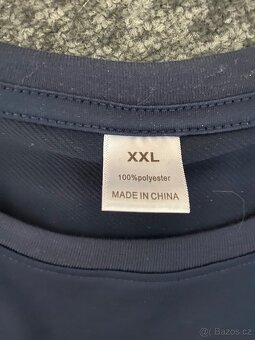 XXL
100%polyester
MADE IN CHINA
Bazos.cz